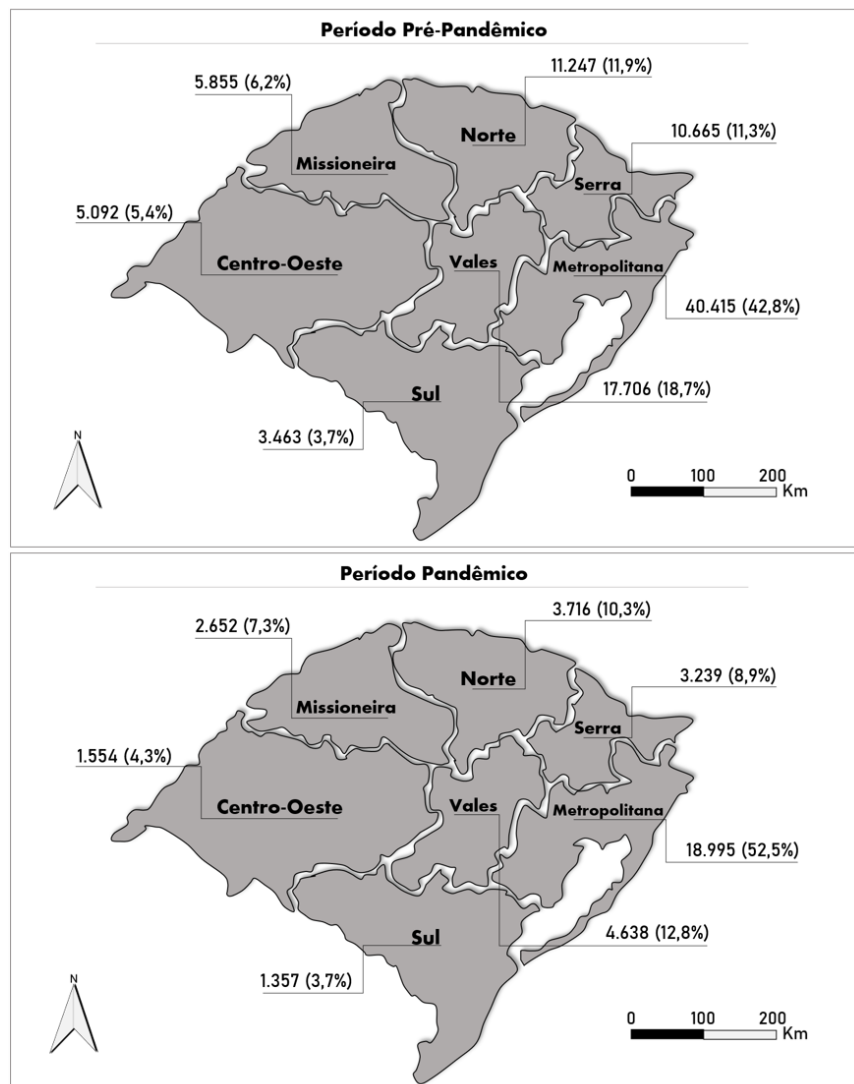 Período Pré-Pandêmico
11.247 (11,9%)
5.855 (6,2%)
Norte
10.665 (11,3%)
Missioneira
Serra
5.092 (5,4%)
Centro-Oeste
Vales
Metropolitana
40.415 (42,8%)
Sul
17.706 (18,7%)
3.463 (3,7%)
N
0 100 200
Km
Período Pandêmico
3.716 (10,3%)
2.652 (7,3%)
Norte
3.239 (8,9%)
Missioneira
Serra
1.554 (4,3%)
Centro-Oeste
Vales
Metropolitana
18.995 (52,5%)
Sul
4.638 (12,8%)
1.357 (3,7%)
N
0 100 200
Km